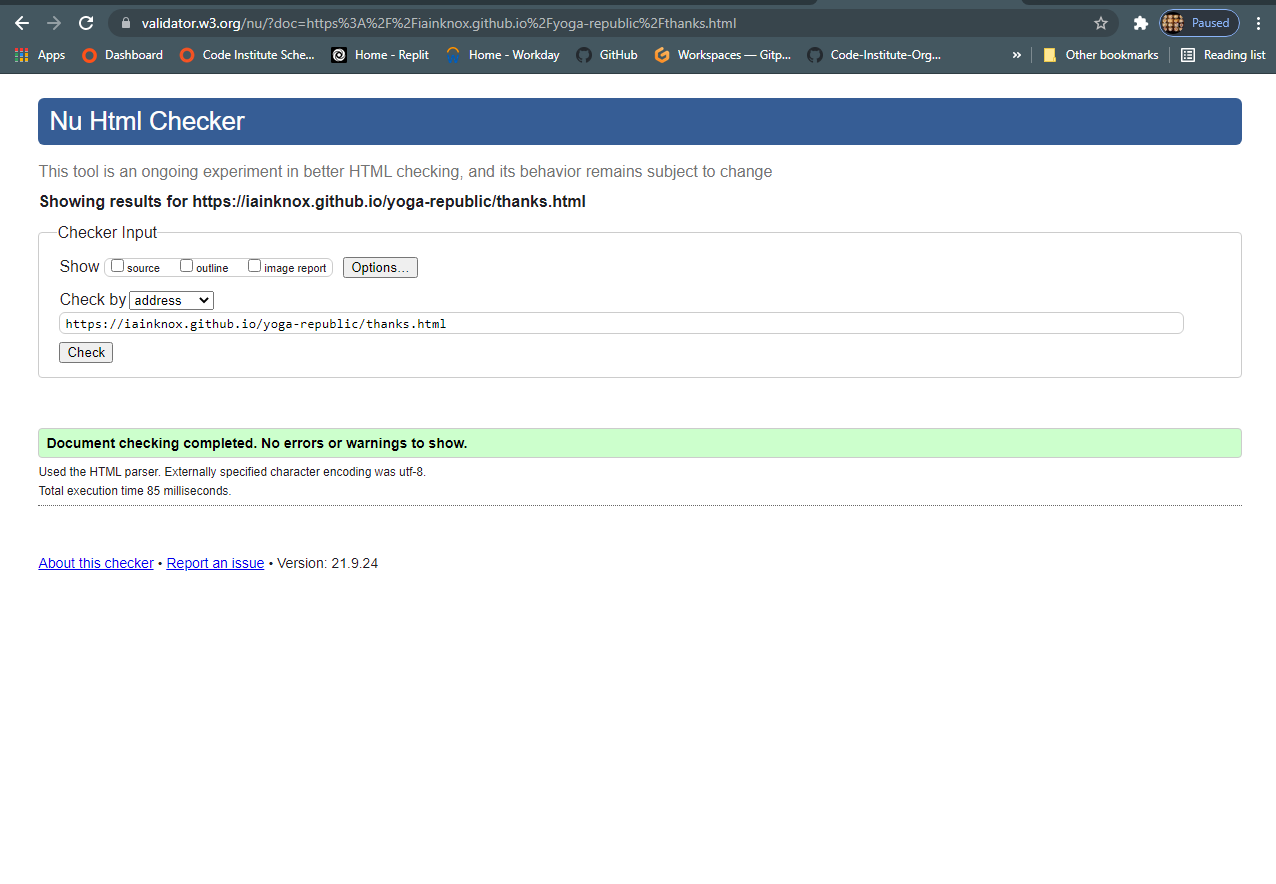 validator.w3.org/nu/?doc=https%3A%2F%2Fiainknox.github.io%2Fyoga-republic%2Fthanks.html Paused
Apps Dashboard Code Institute Sche... Home - Replit Home - Workday GitHub Workspaces — Gitp... Code-Institute-Org... » Other bookmarks Reading list
Nu Html Checker
This tool is an ongoing experiment in better HTML checking, and its behavior remains subject to change
Showing results for https://iainknox.github.io/yoga-republic/thanks.html
Checker Input
Show source outline image report Options...
Check by address
https://iainknox.github.io/yoga-republic/thanks.html
Check
Document checking completed. No errors or warnings to show.
Used the HTML parser. Externally specified character encoding was utf-8.
Total execution time 85 milliseconds.
About this checker • Report an issue • Version: 21.9.24